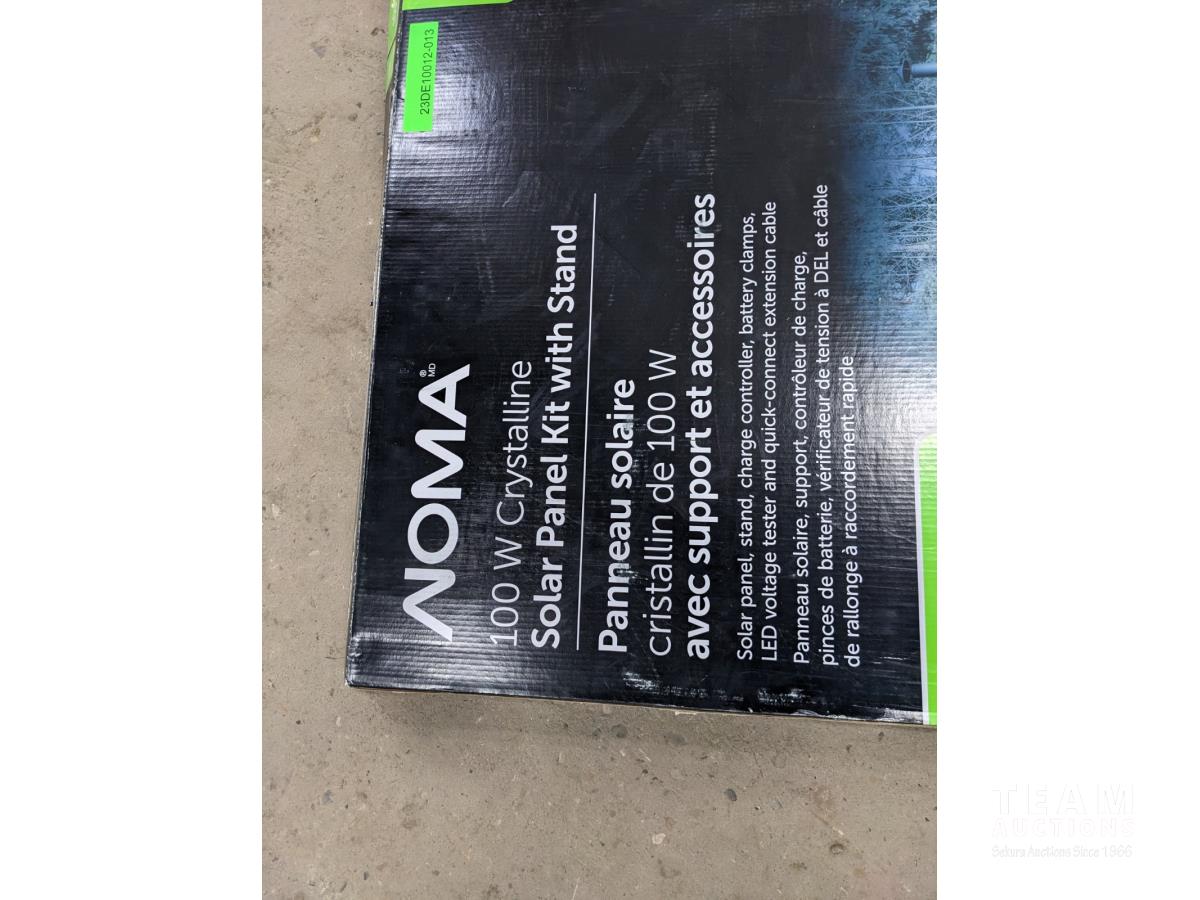 23DE10012-013
NOMA®
MD
100 W Crystalline
Solar Panel Kit with Stand
Panneau solaire
cristallin de 100 W
avec support et accessoires
Solar panel, stand, charge controller, battery clamps,
LED voltage tester and quick-connect extension cable
Panneau solaire, support, contrôleur de charge,
pinces de batterie, vérificateur de tension à DEL et câble
de rallonge à raccordement rapide
TEAM
AUCTIONS
Sekura Auctions Since 1966